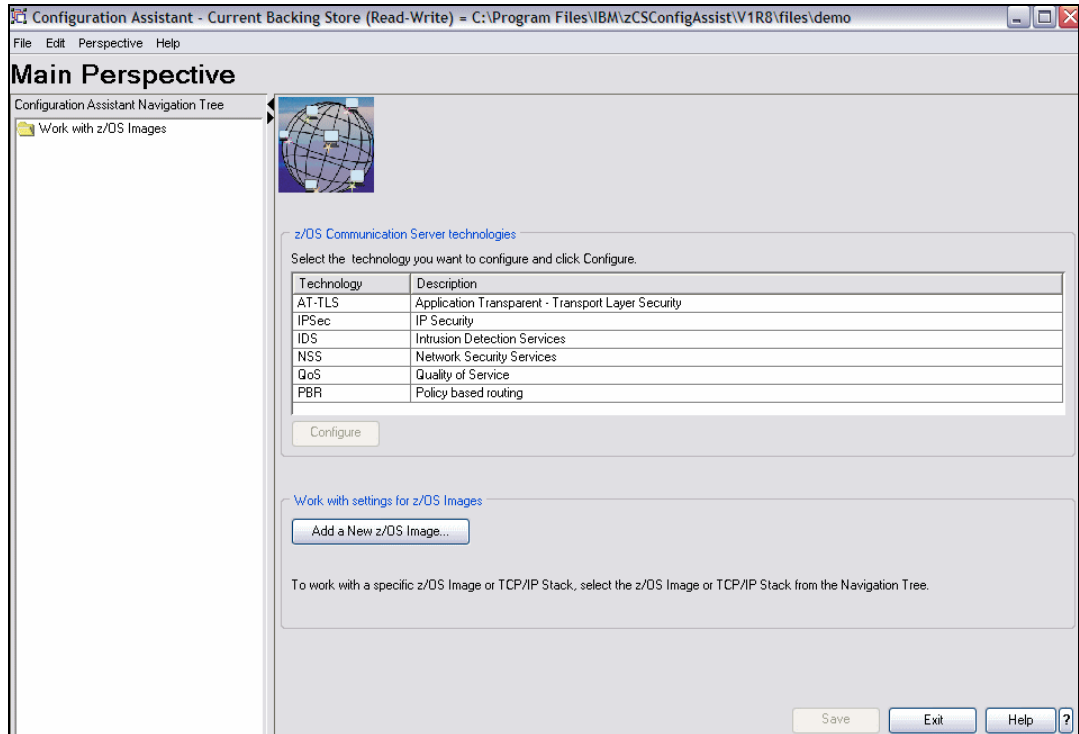 Configuration Assistant - Current Backing Store (Read-Write) = C:\Program Files\IBM\zCSConfigAssist\V1R8\files\demo
File Edit Perspective Help
Main Perspective
Configuration Assistant Navigation Tree
Work with z/OS Images
z/OS Communication Server technologies
Select the technology you want to configure and click Configure.
Technology Description
AT-TLS Application Transparent - Transport Layer Security
IPSec IP Security
IDS Intrusion Detection Services
NSS Network Security Services
QoS Quality of Service
PBR Policy based routing
Configure
Work with settings for z/OS Images
Add a New z/OS Image...
To work with a specific z/OS Image or TCP/IP Stack, select the z/OS Image or TCP/IP Stack from the Navigation Tree.
Save Exit Help ?